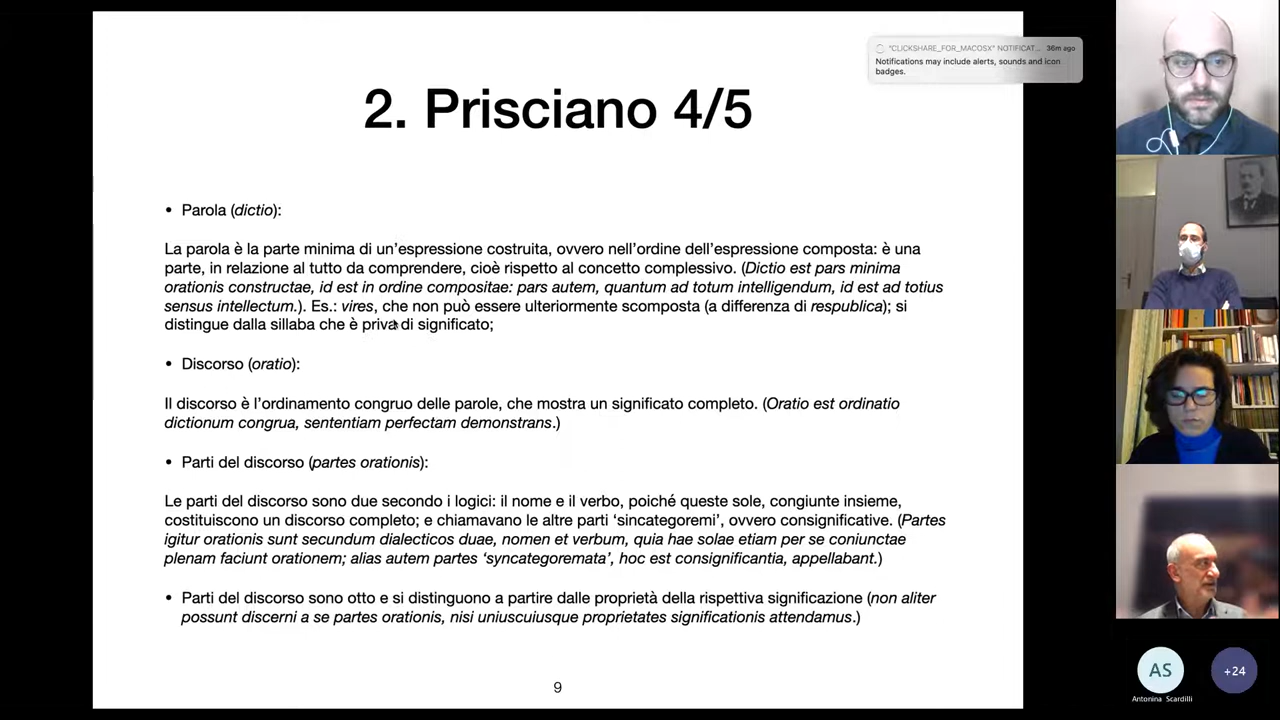 "CLICKSHARE_FOR_MACOSX" NOTIFICAT... 36m ago
Notifications may include alerts, sounds and icon
badges.
2. Prisciano 4/5
• Parola (dictio):
La parola è la parte minima di un’espressione costruita, ovvero nell’ordine dell’espressione composta: è una
parte, in relazione al tutto da comprendere, cioè rispetto al concetto complessivo. (Dictio est pars minima
orationis constructae, id est in ordine compositae: pars autem, quantum ad totum intelligendum, id est ad totius
sensus intellectum.). Es.: vires, che non può essere ulteriormente scomposta (a differenza di respublica); si
distingue dalla sillaba che è priva di significato;
• Discorso (oratio):
Il discorso è l’ordinamento congruo delle parole, che mostra un significato completo. (Oratio est ordinatio
dictionum congrua, sententiam perfectam demonstrans.)
• Parti del discorso (partes orationis):
Le parti del discorso sono due secondo i logici: il nome e il verbo, poiché queste sole, congiunte insieme,
costituiscono un discorso completo; e chiamavano le altre parti ‘sincategoremi’, ovvero consignificative. (Partes
igitur orationis sunt secundum dialecticos duae, nomen et verbum, quia hae solae etiam per se coniunctae
plenam faciunt orationem; alias autem partes ‘syncategoremata’, hoc est consignificantia, appellabant.)
• Parti del discorso sono otto e si distinguono a partire dalle proprietà della rispettiva significazione (non aliter
possunt discerni a se partes orationis, nisi uniuscuiusque proprietates significationis attendamus.)
9
AS
+24
Antonina Scardilli